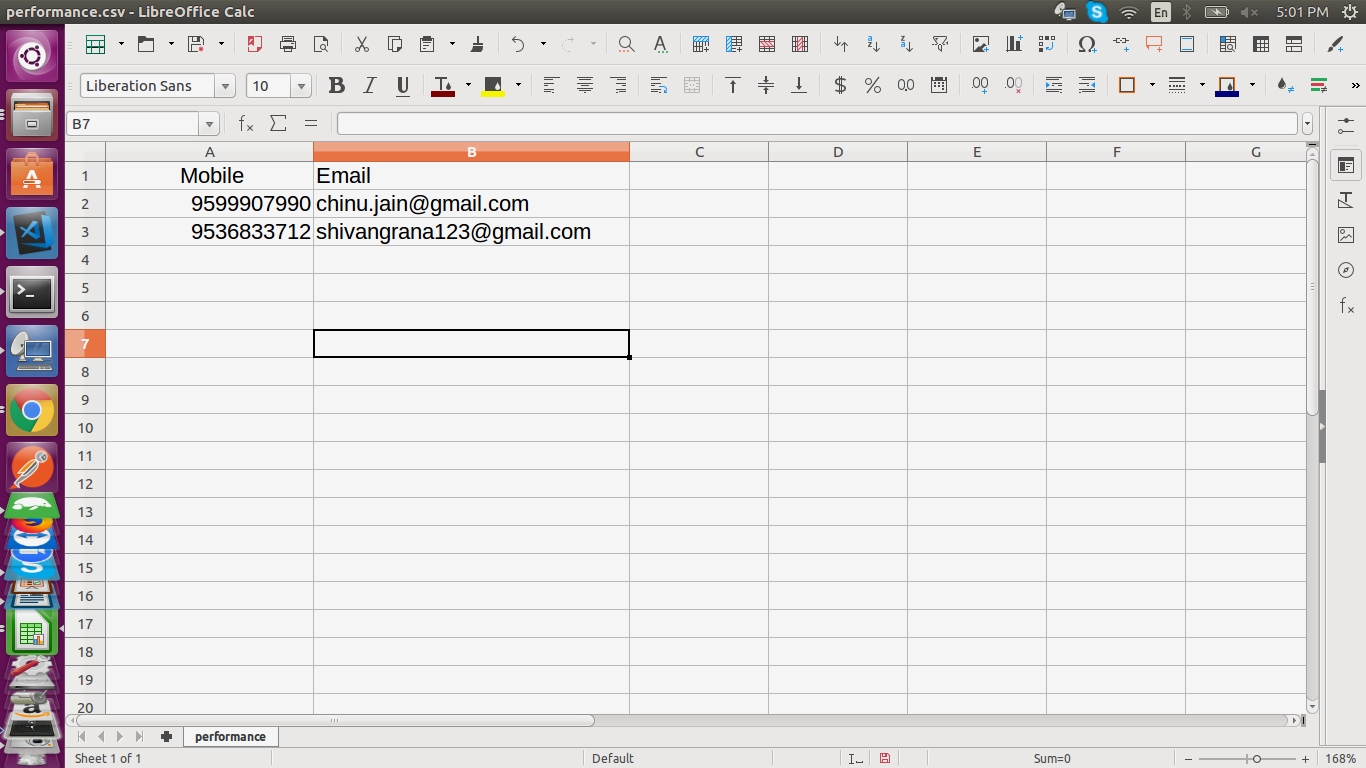 performance.csv - LibreOffice Calc En 5:01 PM
Liberation Sans 10
B7
A B C D E F G
1 Mobile Email
2 9599907990 chinu.jain@gmail.com
3 9536833712 shivangrana123@gmail.com
4
5
6
7
8
9
10
11
12
13
14
15
16
17
18
19
20
performance
Sheet 1 of 1 Default Sum=0 168%